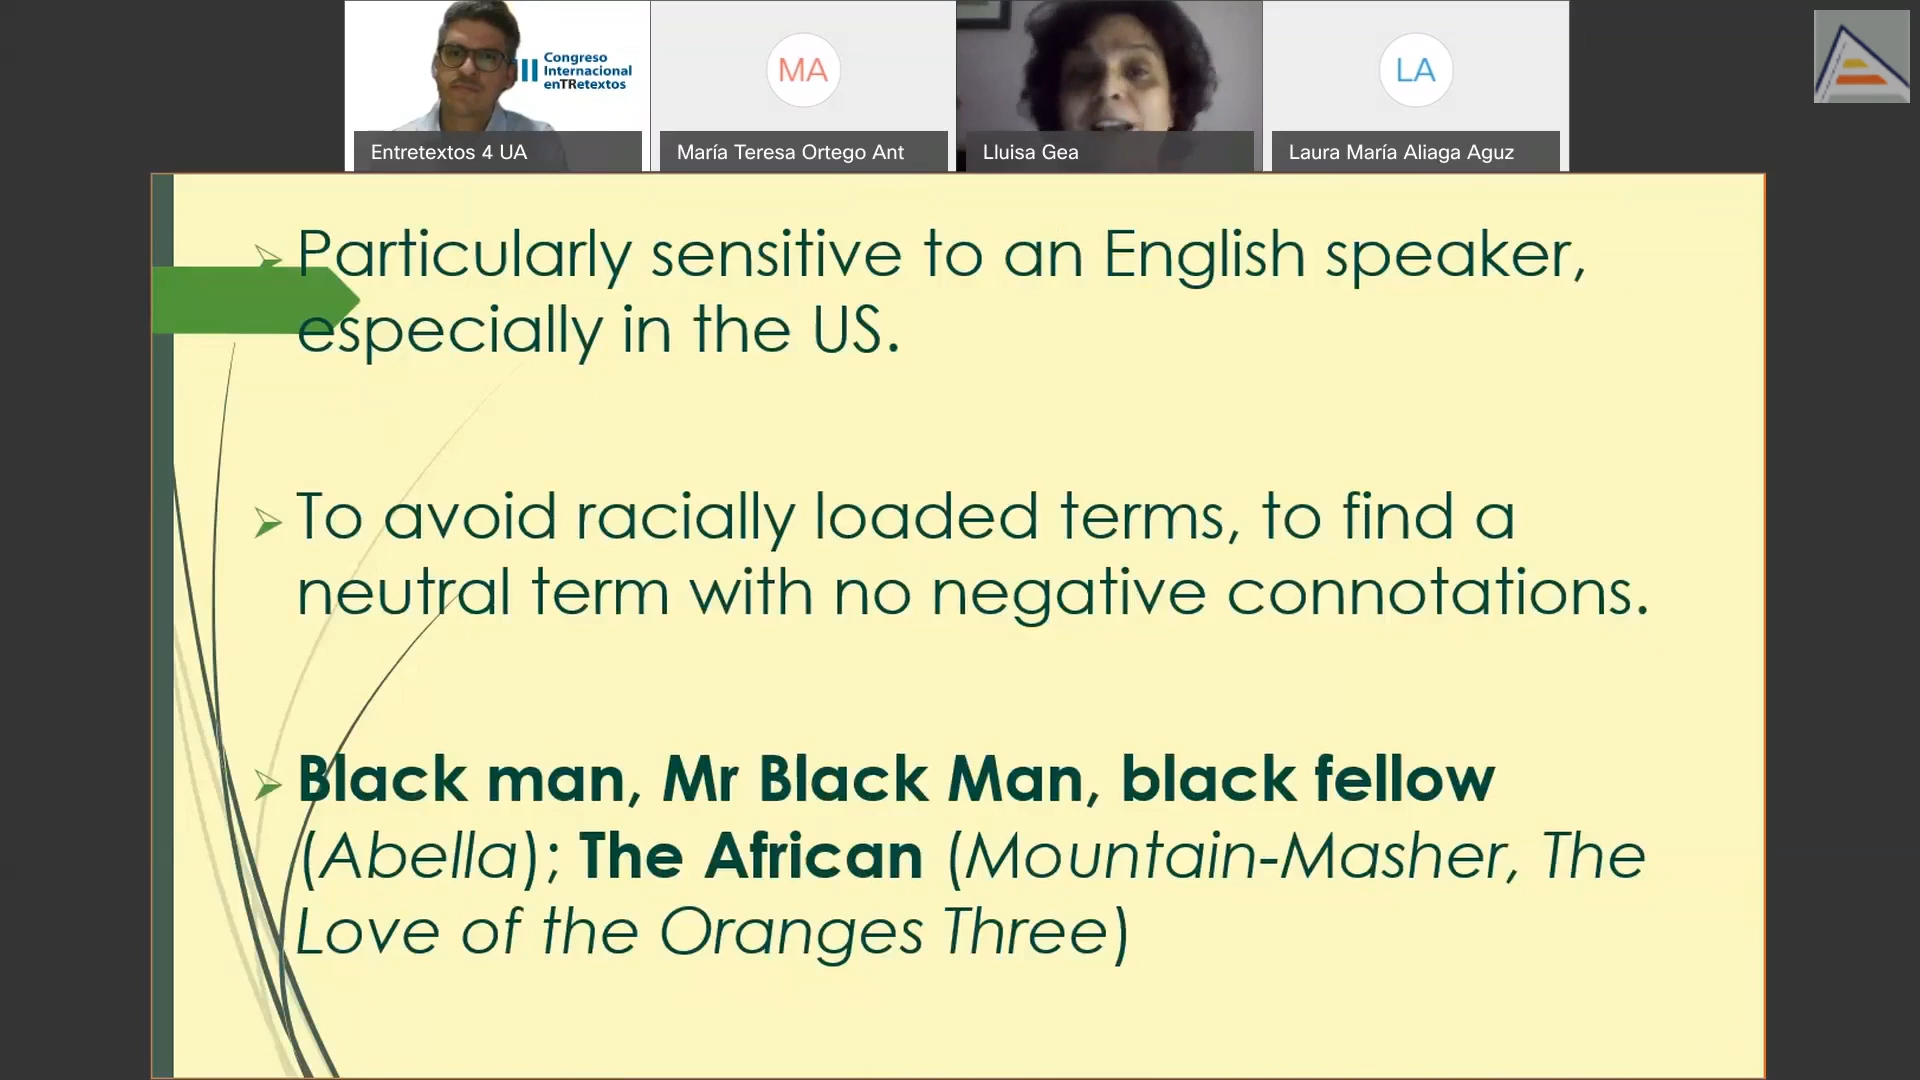 III Congreso
Internacional
enTRetextos
MA
LA
Entretextos 4 UA
María Teresa Ortego Ant
Lluisa Gea
Laura María Aliaga Aguz
Particularly sensitive to an English speaker,
especially in the US.
To avoid racially loaded terms, to find a
neutral term with no negative connotations.
Black man, Mr Black Man, black fellow
(Abella); The African (Mountain-Masher, The
Love of the Oranges Three)